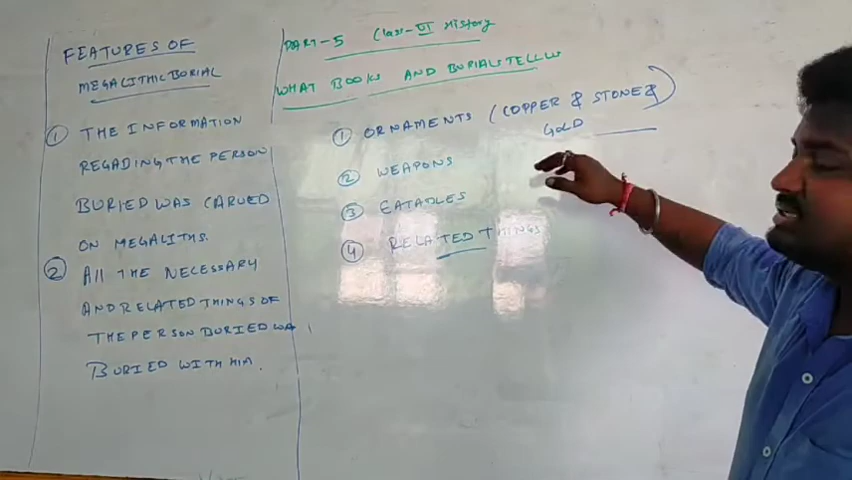 FEATURES OF
MEGALITHIC BORIAL
① THE INFORMATION
REGADING THE PERSON
BURIED WAS CARVED
ON MEGALITHS.
② All THE NECESSARY
AND RELATED THINGS OF
THE PERSON BURIED WAS
BURIED WITH HIM.
PART-5 Class-VI History
WHAT BOOKS AND BURIALS TELL US
① ORNAMENTS (COPPER & STONE &
GOLD)
② WEAPONS
③ EATABLES
④ RELATED THINGS